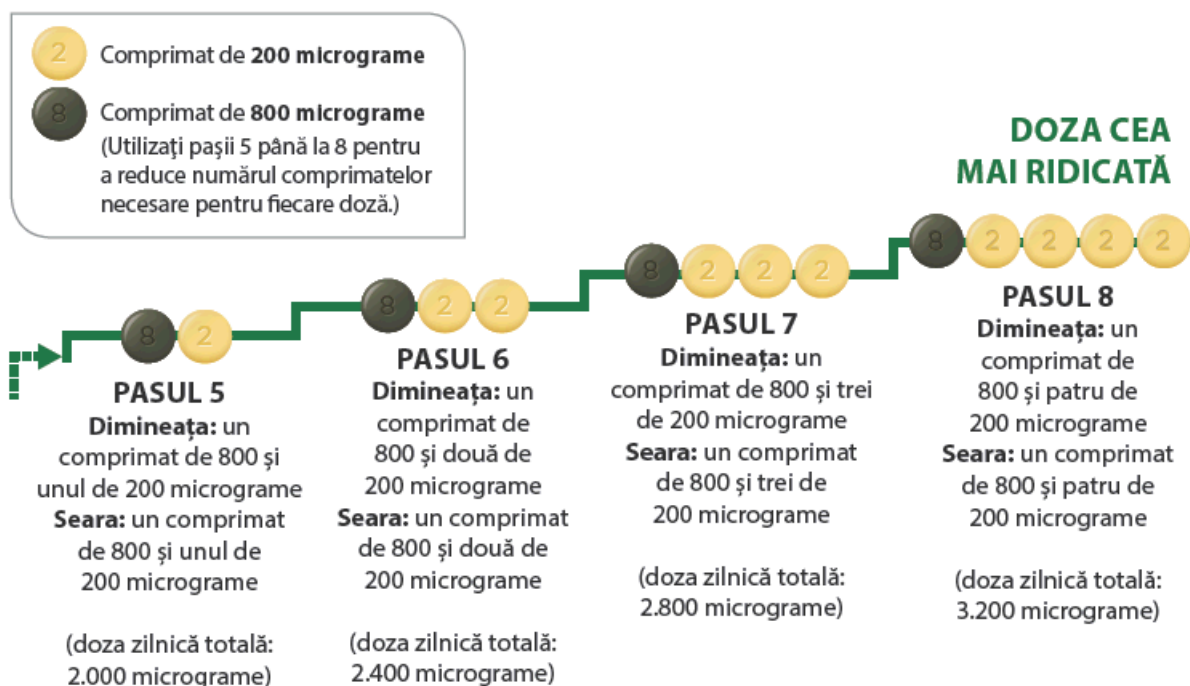 2
Comprimat de 200 micrograme
8
Comprimat de 800 micrograme
(Utilizați pașii 5 până la 8 pentru
a reduce numărul comprimatelor
necesare pentru fiecare doză.)
DOZA CEA
MAI RIDICATĂ
8 2
PASUL 5
Dimineața: un
comprimat de 800 și
unul de 200 micrograme
Seara: un comprimat
de 800 și unul de
200 micrograme
(doza zilnică totală:
2.000 micrograme)
8 2 2
PASUL 6
Dimineața: un
comprimat de
800 și două de
200 micrograme
Seara: un comprimat
de 800 și două de
200 micrograme
(doza zilnică totală:
2.400 micrograme)
8 2 2 2
PASUL 7
Dimineața: un
comprimat de 800 și trei
de 200 micrograme
Seara: un comprimat
de 800 și trei de
200 micrograme
(doza zilnică totală:
2.800 micrograme)
8 2 2 2 2
PASUL 8
Dimineața: un
comprimat de
800 și patru de
200 micrograme
Seara: un comprimat
de 800 și patru de
200 micrograme
(doza zilnică totală:
3.200 micrograme)